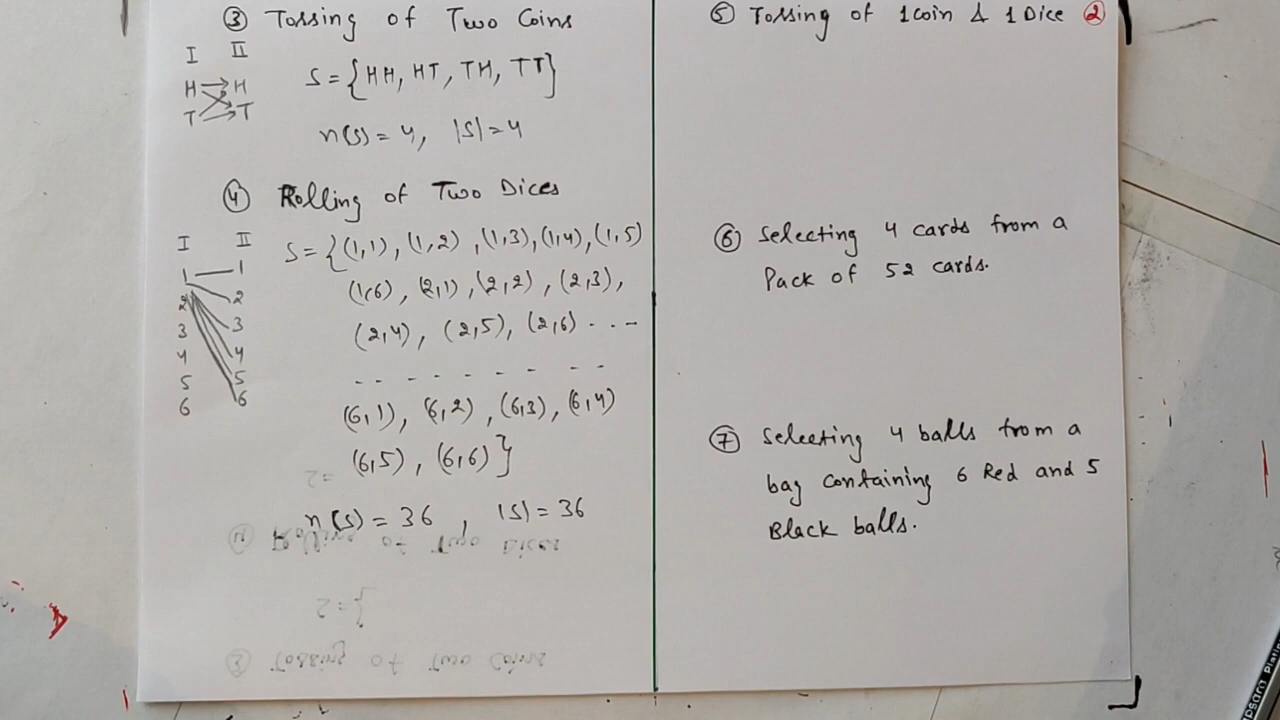 ③ Tossing of Two Coins
I II
H H
T T
S = {HH, HT, TH, TT}
n(S) = 4, |S| = 4
④ Rolling of Two Dices
I II
1 1
2 2
3 3
4 4
5 5
6 6
S = {(1,1), (1,2), (1,3), (1,4), (1,5)
(1,6), (2,1), (2,2), (2,3),
(2,4), (2,5), (2,6) - - -
- - - - - - - - -
(6,1), (6,2), (6,3), (6,4)
(6,5), (6,6)}
n(S) = 36, |S| = 36
⑤ Tossing of 1 Coin & 1 Dice ②
⑥ Selecting 4 cards from a
Pack of 52 cards.
⑦ Selecting 4 balls from a
bag containing 6 Red and 5
Black balls.